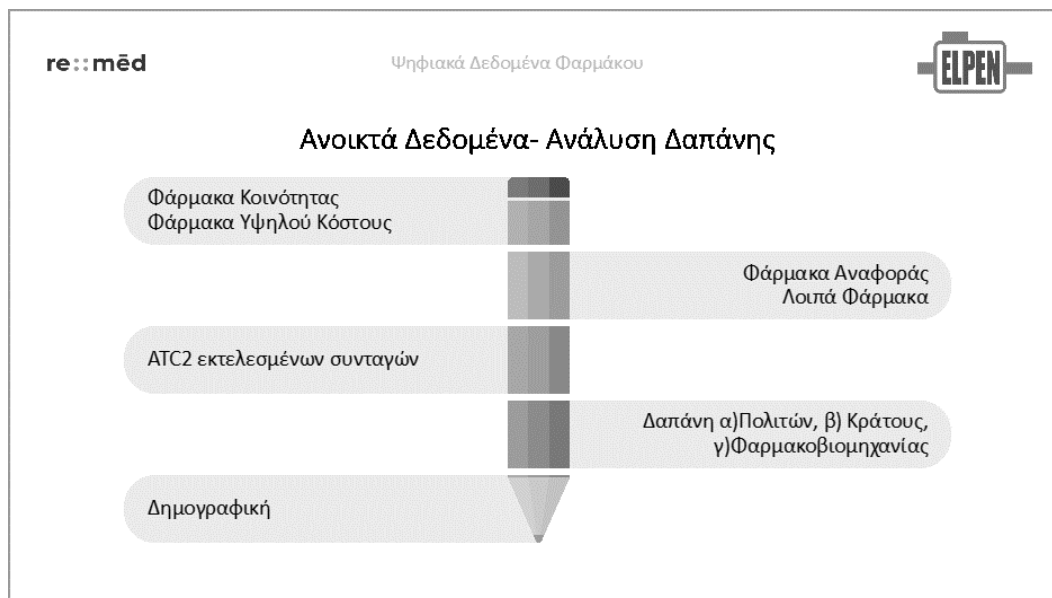 re::mēd
Ψηφιακά Δεδομένα Φαρμάκου
ELPEN
Ανοικτά Δεδομένα- Ανάλυση Δαπάνης
Φάρμακα Κοινότητας
Φάρμακα Υψηλού Κόστους
Φάρμακα Αναφοράς
Λοιπά Φάρμακα
ATC2 εκτελεσμένων συνταγών
Δαπάνη α)Πολιτών, β) Κράτους,
γ)Φαρμακοβιομηχανίας
Δημογραφική